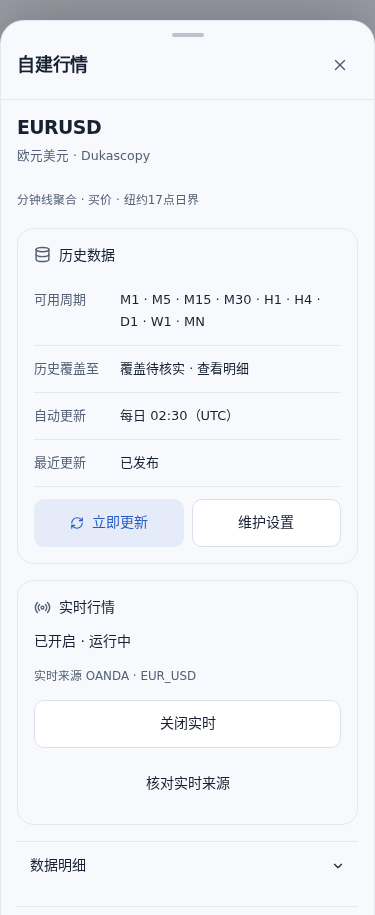 自建行情
EURUSD
欧元美元 · Dukascopy
分钟线聚合 · 买价 · 纽约17点日界
历史数据
可用周期 M1 · M5 · M15 · M30 · H1 · H4 ·
D1 · W1 · MN
历史覆盖至 覆盖待核实 · 查看明细
自动更新 每日 02:30（UTC）
最近更新 已发布
立即更新 维护设置
实时行情
已开启 · 运行中
实时来源 OANDA · EUR_USD
关闭实时
核对实时来源
数据明细